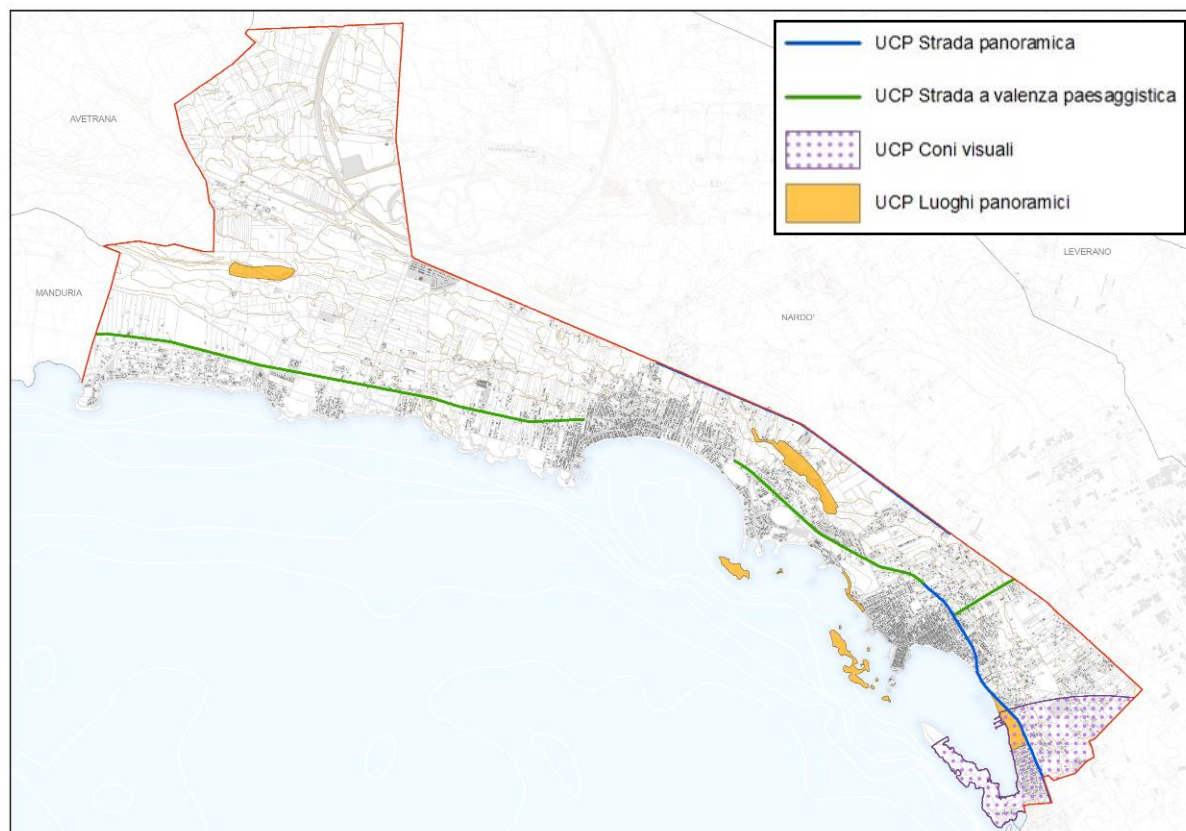 UCP Strada panoramica
UCP Strada a valenza paesaggistica
UCP Coni visuali
UCP Luoghi panoramici
AVETRANA
LEVERANO
MANDURIA
NARDO'